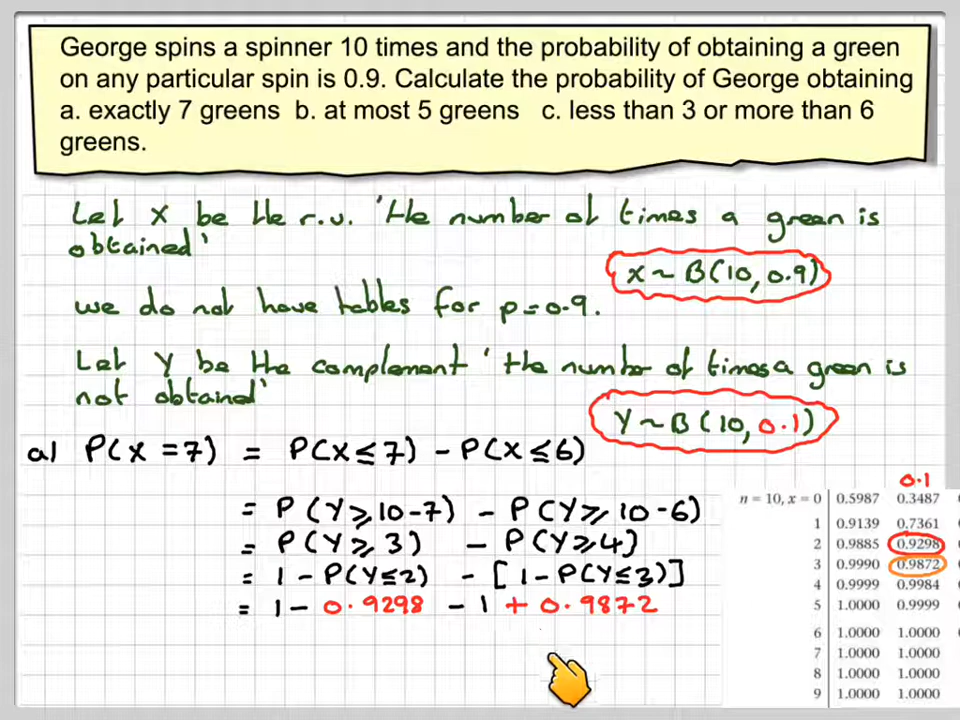 George spins a spinner 10 times and the probability of obtaining a green
on any particular spin is 0.9. Calculate the probability of George obtaining
a. exactly 7 greens b. at most 5 greens c. less than 3 or more than 6
greens.
Let X be the r.v. 'the number of times a green is
obtained'
X ~ B(10, 0.9)
we do not have tables for p=0.9.
Let Y be the complement 'the number of times a green is
not obtained'
Y ~ B(10, 0.1)
a) P(X = 7) = P(X ≤ 7) - P(X ≤ 6)
= P(Y ≥ 10-7) - P(Y ≥ 10-6)
= P(Y ≥ 3) - P(Y ≥ 4)
= 1 - P(Y ≤ 2) - [1 - P(Y ≤ 3)]
= 1 - 0.9298 - 1 + 0.9872
0.1
n = 10, x = 0 0.5987 0.3487
1 0.9139 0.7361
2 0.9885 0.9298
3 0.9990 0.9872
4 0.9999 0.9984
5 1.0000 0.9999
6 1.0000 1.0000
7 1.0000 1.0000
8 1.0000 1.0000
9 1.0000 1.0000